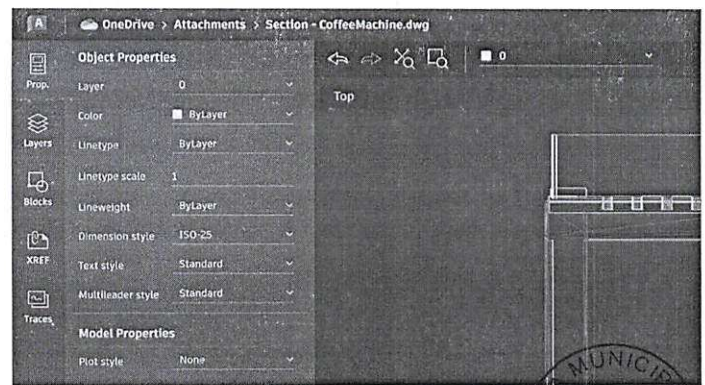 A OneDrive > Attachments > Section - CoffeeMachine.dwg
Prop.
Layers
Blocks
XREF
Traces
Object Properties
Layer 0
Color ByLayer
Linetype ByLayer
Linetype scale 1
Lineweight ByLayer
Dimension style ISO-25
Text style Standard
Multileader style Standard
Model Properties
Plot style None
0
Top